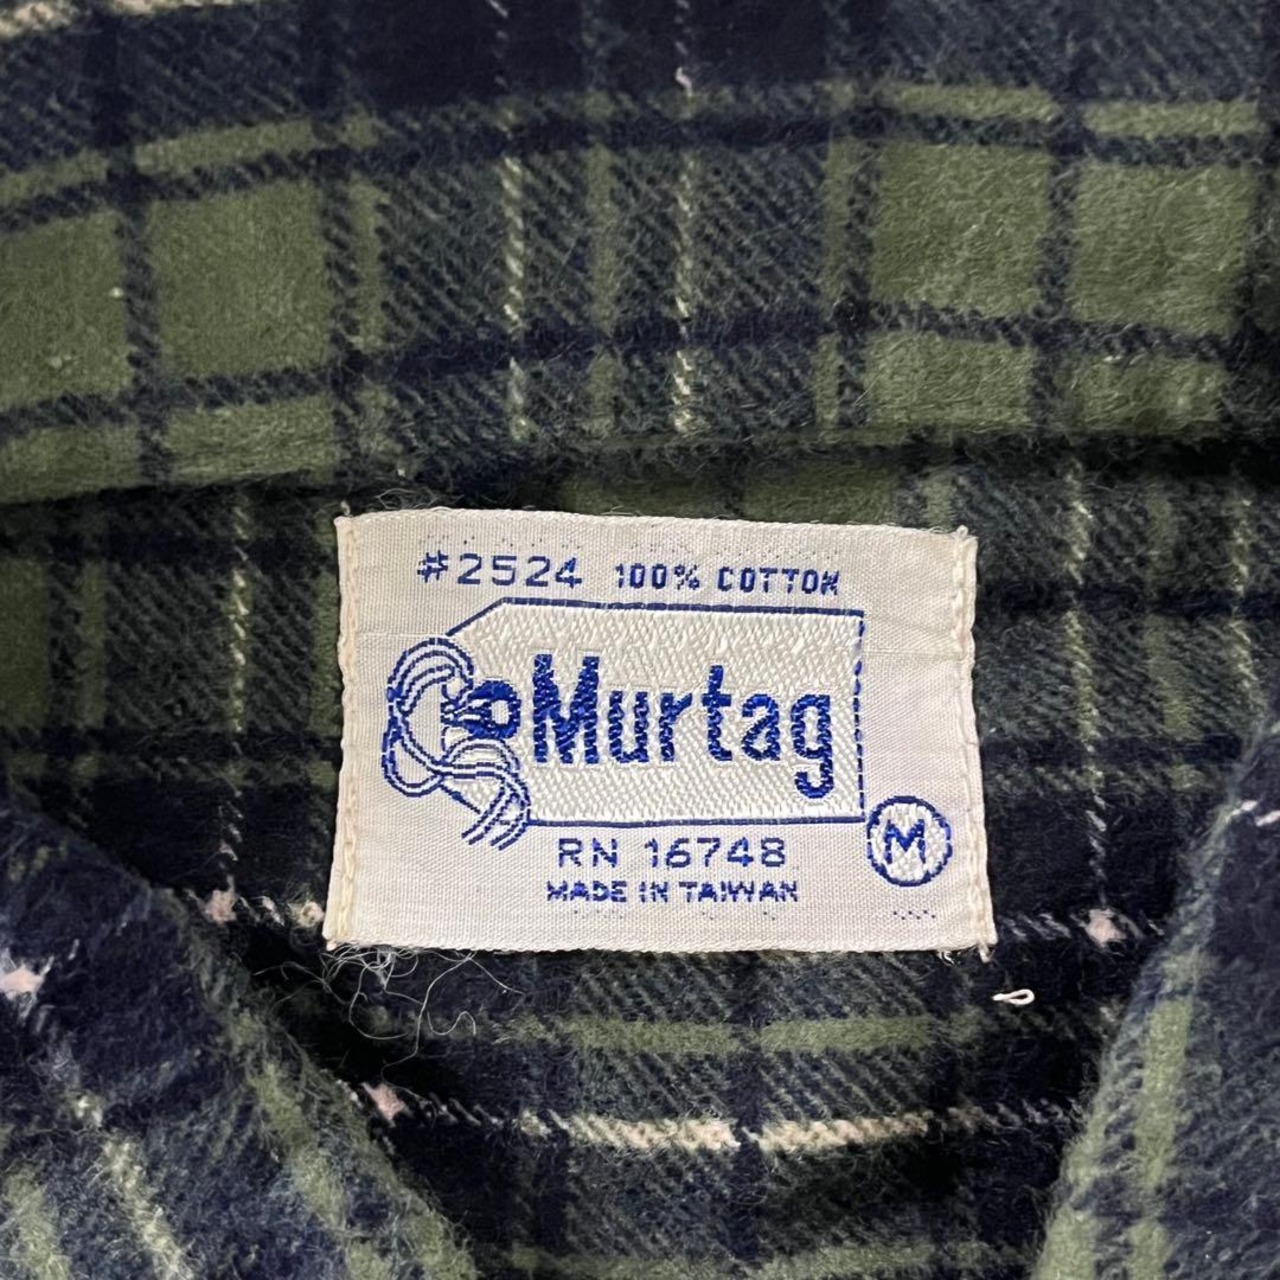 #2524 100% COTTON
Murtag
RN 16748
M
MADE IN TAIWAN